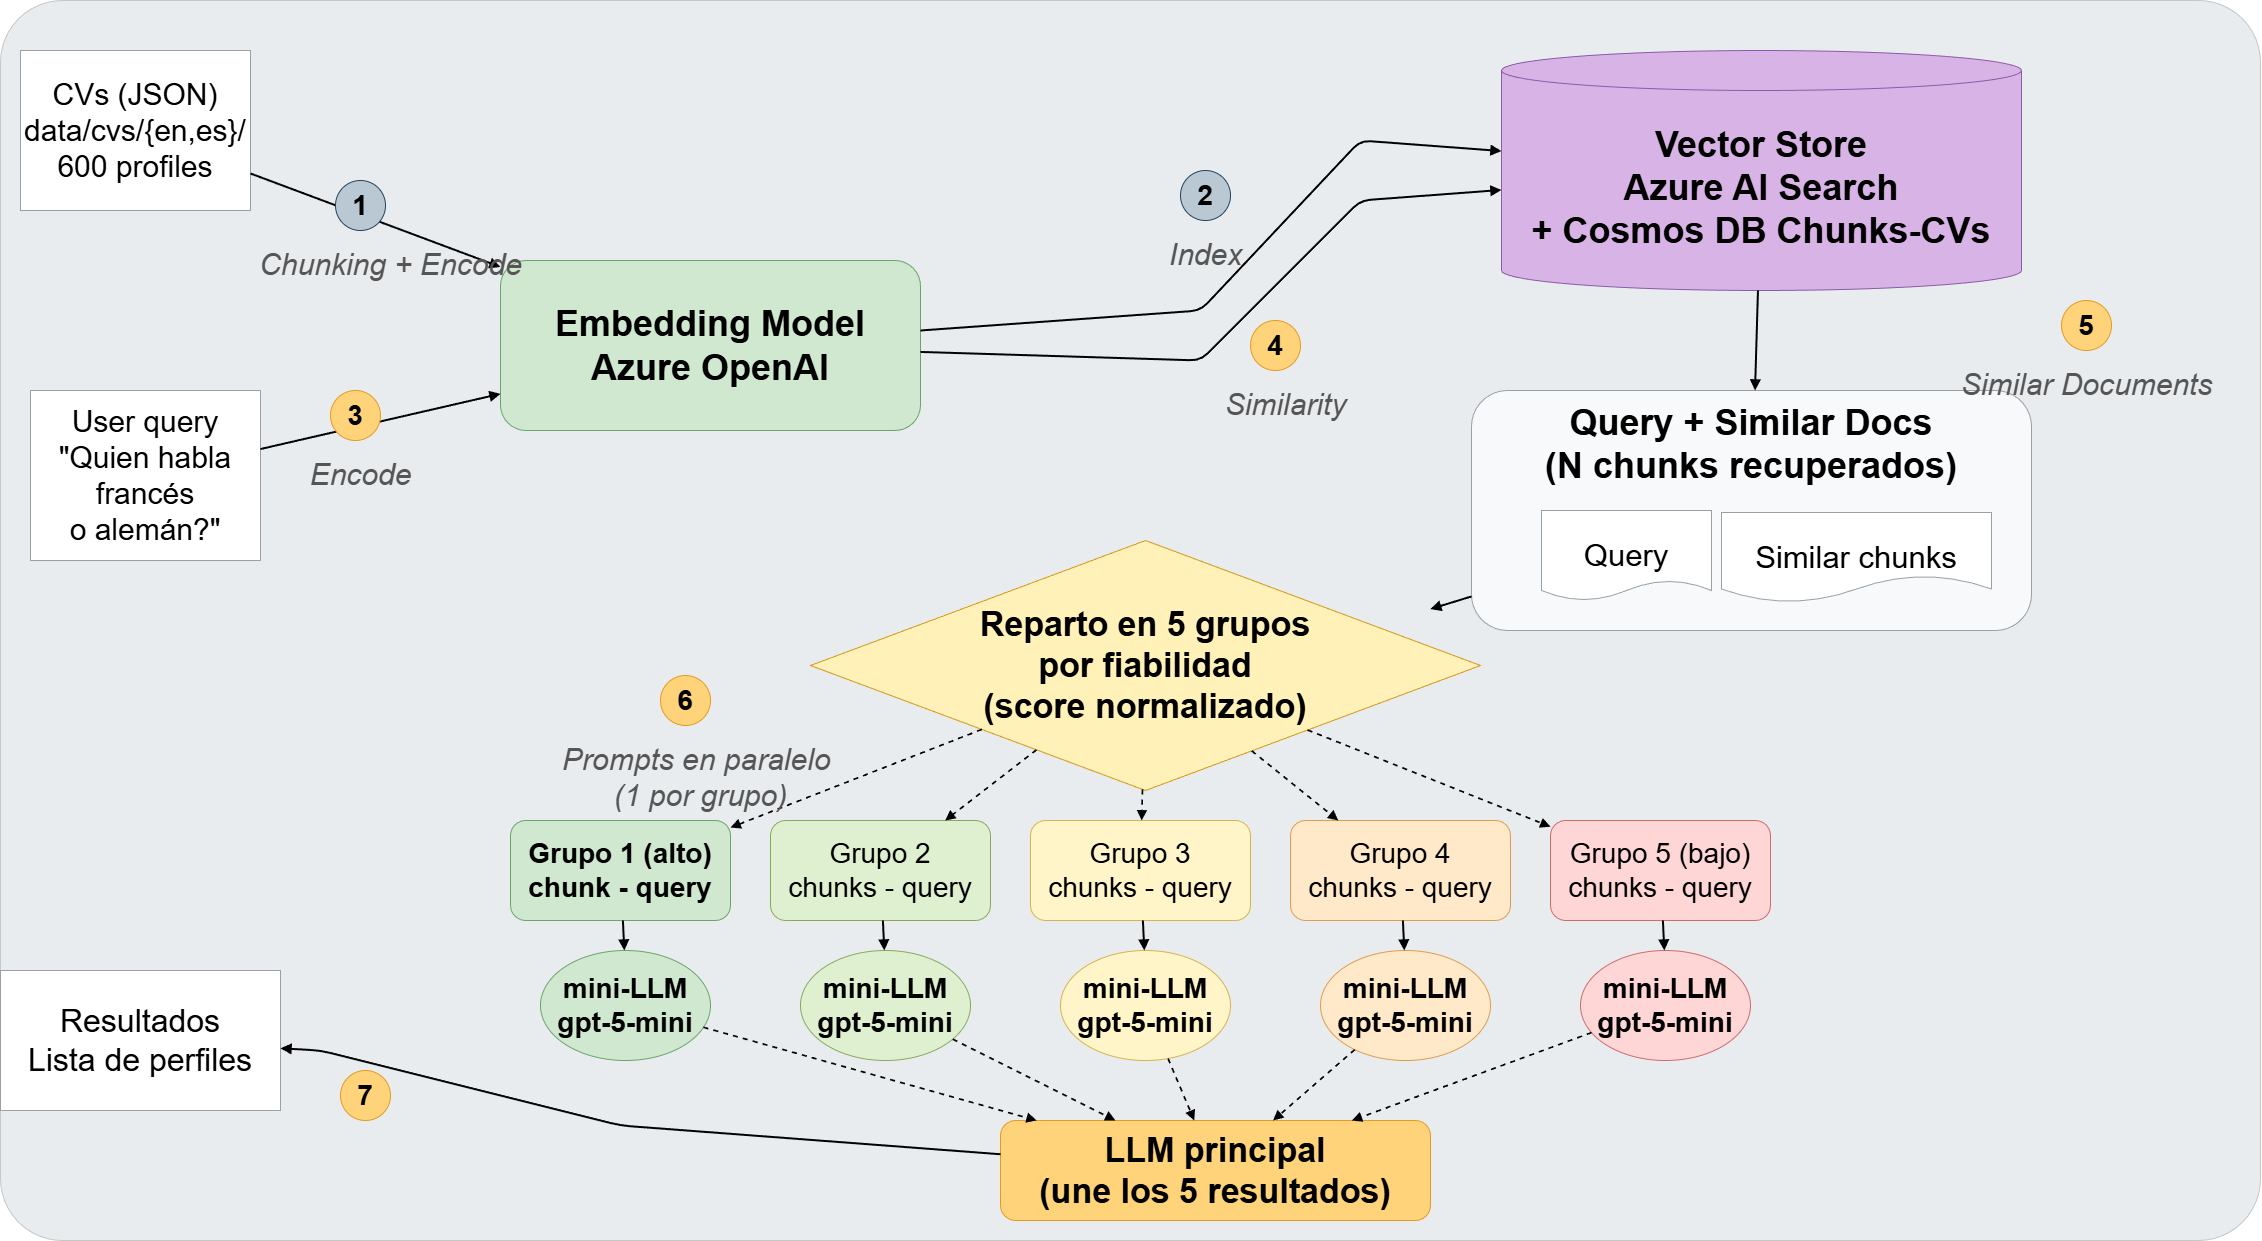 CVs (JSON)
data/cvs/{en,es}/
600 profiles
1
Chunking + Encode
Embedding Model
Azure OpenAI
2
Index
Vector Store
Azure AI Search
+ Cosmos DB Chunks-CVs
User query
"Quien habla
francés
o alemán?"
3
Encode
4
Similarity
5
Similar Documents
Query + Similar Docs
(N chunks recuperados)
Query
Similar chunks
Reparto en 5 grupos
por fiabilidad
(score normalizado)
6
Prompts en paralelo
(1 por grupo)
Grupo 1 (alto)
chunk - query
Grupo 2
chunks - query
Grupo 3
chunks - query
Grupo 4
chunks - query
Grupo 5 (bajo)
chunks - query
mini-LLM
gpt-5-mini
mini-LLM
gpt-5-mini
mini-LLM
gpt-5-mini
mini-LLM
gpt-5-mini
mini-LLM
gpt-5-mini
Resultados
Lista de perfiles
7
LLM principal
(une los 5 resultados)